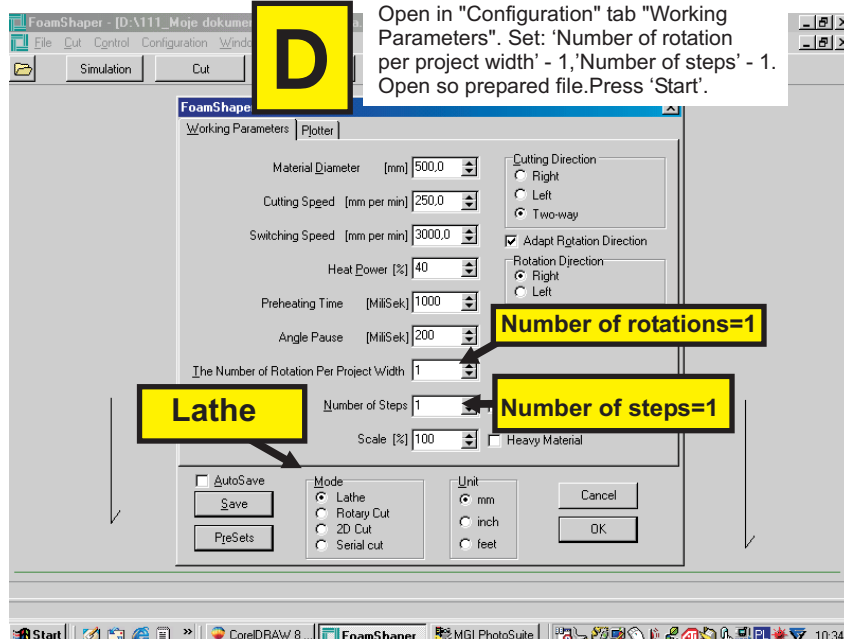 FoamShaper - [D:\111_Moje dokumen
D
Open in "Configuration" tab "Working
Parameters". Set: ‘Number of rotation
per project width’ - 1,’Number of steps’ - 1.
Open so prepared file.Press ‘Start’.
File Cut Control Configuration Windo
Simulation Cut
FoamShape
Working Parameters Plotter
Material Diameter [mm] 500,0
Cutting Speed [mm per min] 250,0
Switching Speed [mm per min] 3000,0
Heat Power [%] 40
Preheating Time [MiliSek] 1000
Angle Pause [MiliSek] 200
The Number of Rotation Per Project Width 1
Number of Steps 1
Scale [%] 100
Cutting Direction
Right
Left
Two-way
Adapt Rotation Direction
Rotation Direction
Right
Left
Number of rotations=1
Number of steps=1
Heavy Material
Lathe
AutoSave
Save
PreSets
Mode
Lathe
Rotary Cut
2D Cut
Serial cut
Unit
mm
inch
feet
Cancel
OK
Start » CorelDRAW 8 ... FoamShaper MGI PhotoSuite PL 10:34